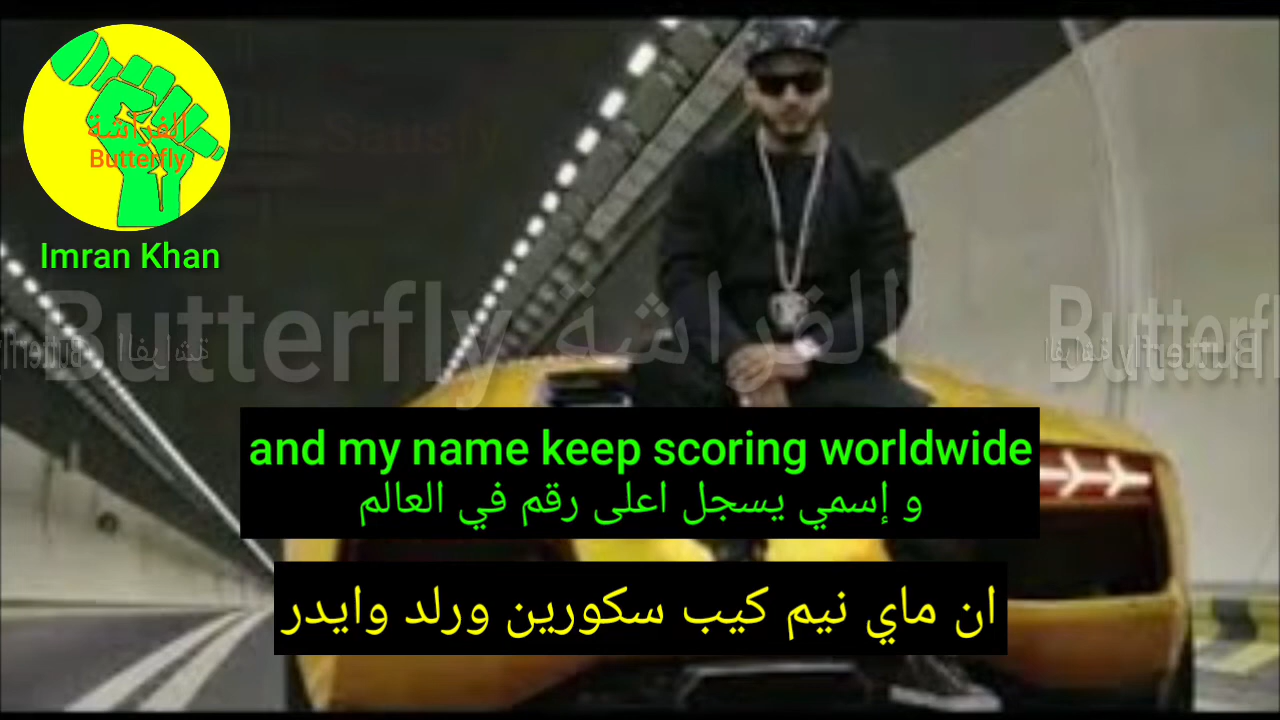 الفراشة
Butterfly
Imran Khan
Butterfly الفراشة
and my name keep scoring worldwide
و إسمي يسجل اعلى رقم في العالم
ان ماي نيم كيب سكورين ورلد وايدر